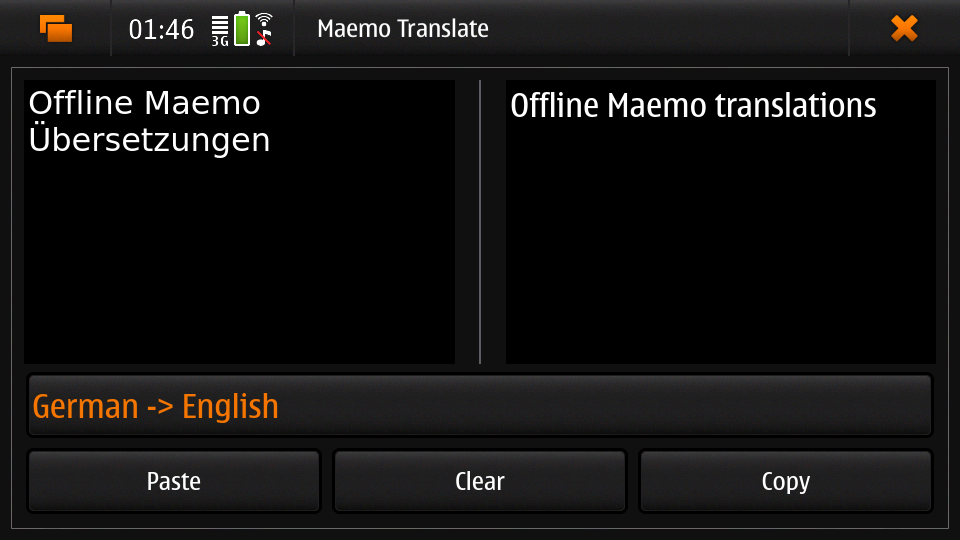 01:46
3G
Maemo Translate
Offline Maemo
Übersetzungen
Offline Maemo translations
German -> English
Paste
Clear
Copy